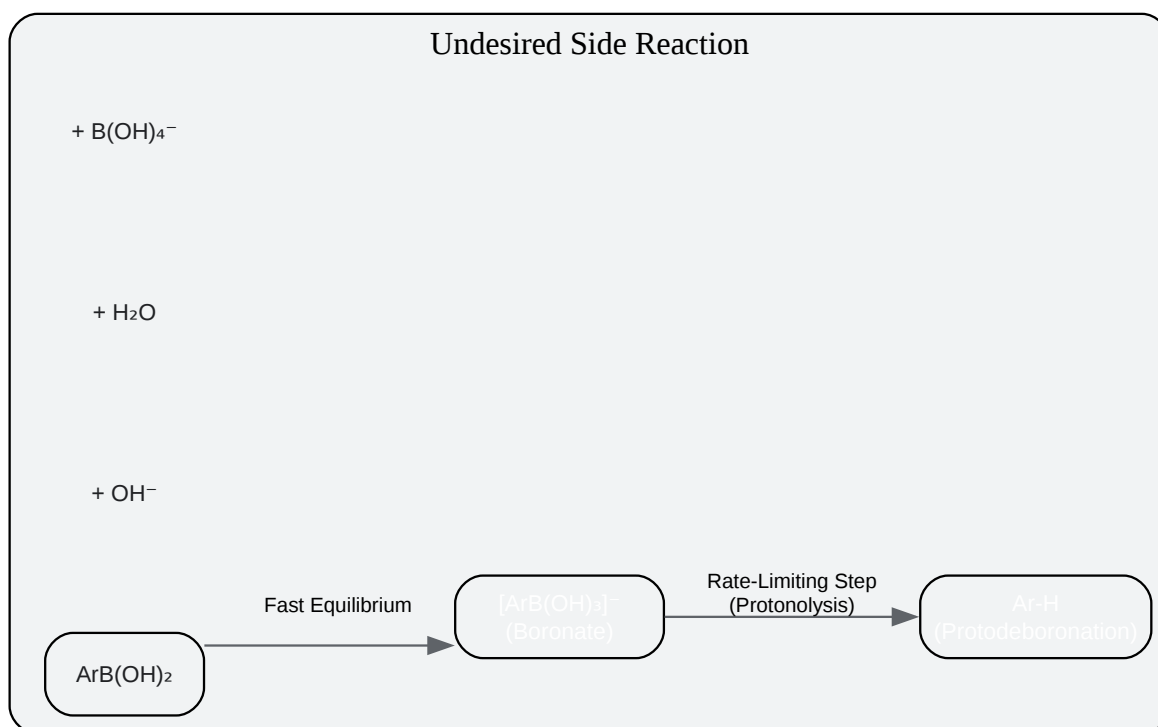 Undesired Side Reaction
+ B(OH)₄⁻
+ H₂O
+ OH⁻
Fast Equilibrium
[ArB(OH)₃]⁻
(Boronate)
Rate-Limiting Step
(Protonolysis)
Ar-H
(Protodeboronation)
ArB(OH)₂